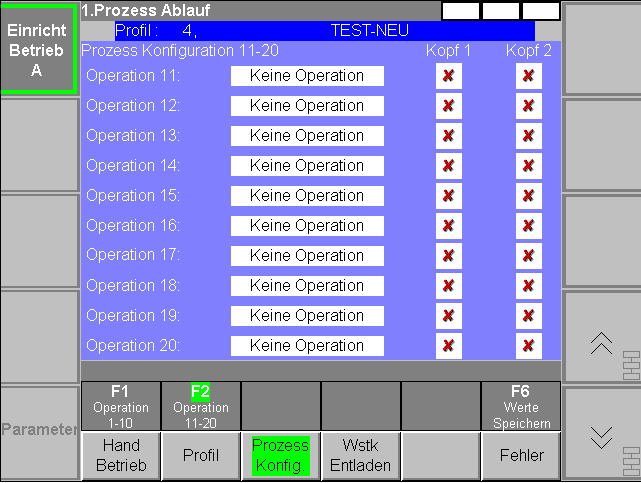 1.Prozess Ablauf
Einricht
Betrieb
A
Profil : 4, TEST-NEU
Prozess Konfiguration 11-20 Kopf 1 Kopf 2
Operation 11: Keine Operation
Operation 12: Keine Operation
Operation 13: Keine Operation
Operation 14: Keine Operation
Operation 15: Keine Operation
Operation 16: Keine Operation
Operation 17: Keine Operation
Operation 18: Keine Operation
Operation 19: Keine Operation
Operation 20: Keine Operation
Parameter
F1
Operation
1-10
F2
Operation
11-20
F6
Werte
Speichern
Hand
Betrieb
Profil
Prozess
Konfig.
Wstk
Entladen
Fehler